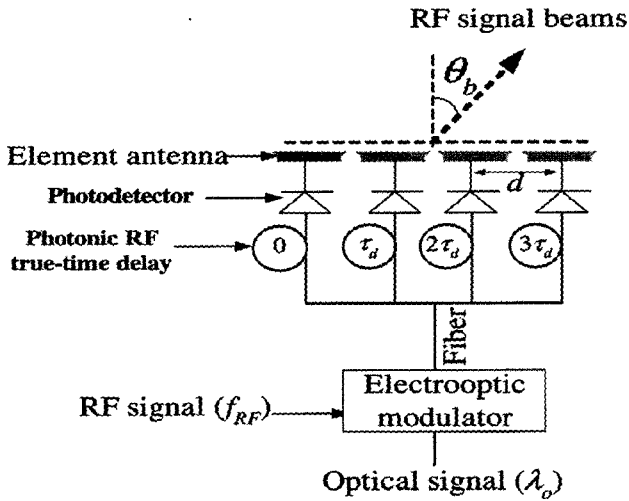 RF signal beams
θb
Element antenna
d
Photodetector
Photonic RF
true-time delay
0
τd
2τd
3τd
Fiber
Electrooptic
modulator
RF signal (fRF)
Optical signal (λo)